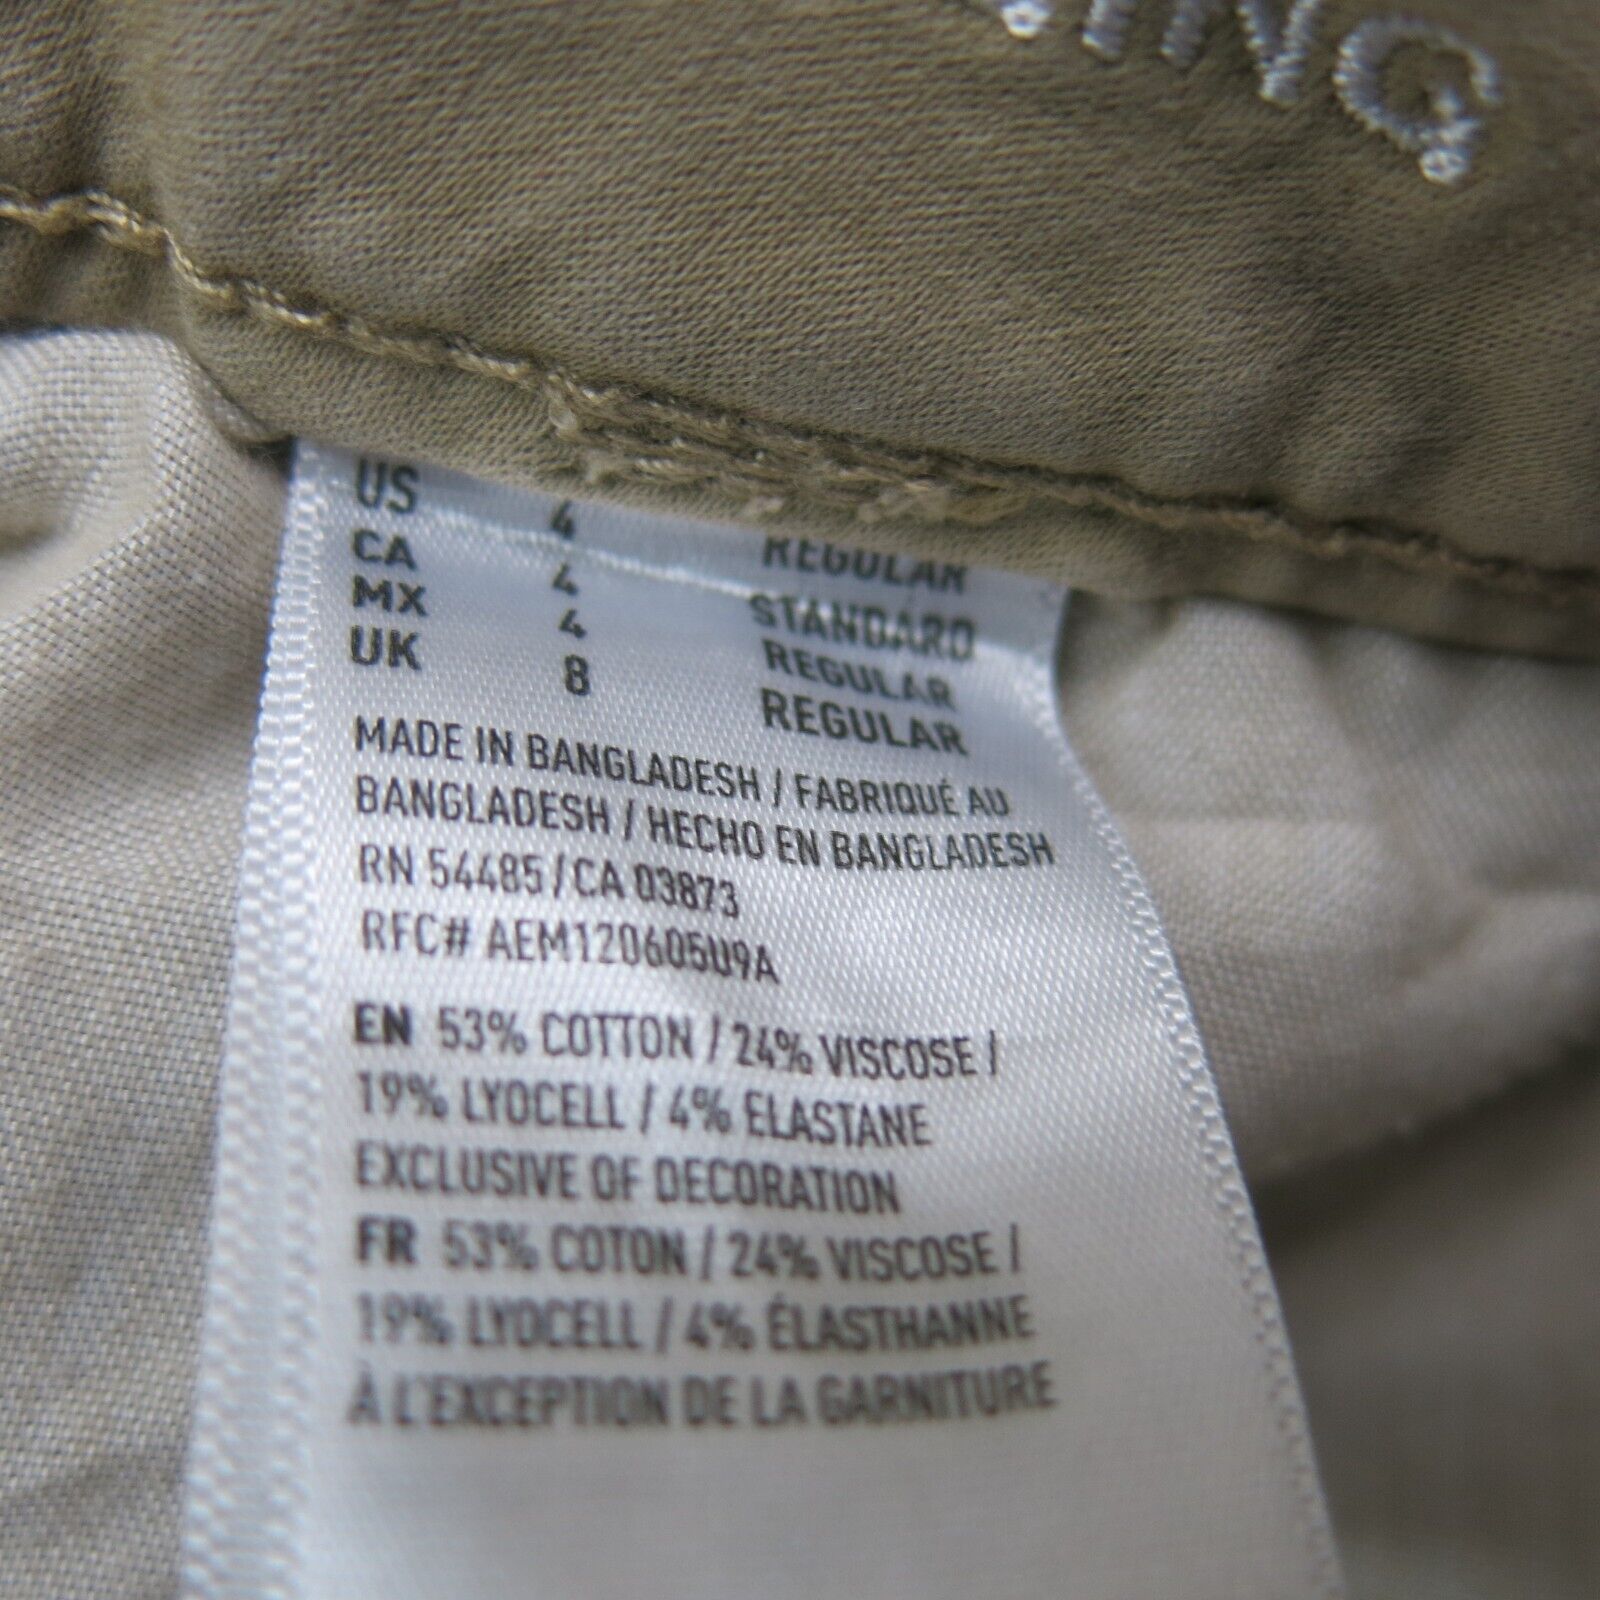 US 4 REGULAR
CA 4 STANDARD
MX 4 REGULAR
UK 8 REGULAR
MADE IN BANGLADESH / FABRIQUÉ AU
BANGLADESH / HECHO EN BANGLADESH
RN 54485 / CA 03873
RFC# AEM120605U9A
EN 53% COTTON / 24% VISCOSE /
19% LYOCELL / 4% ELASTANE
EXCLUSIVE OF DECORATION
FR 53% COTON / 24% VISCOSE /
19% LYOCELL / 4% ÉLASTHANNE
À L'EXCEPTION DE LA GARNITURE